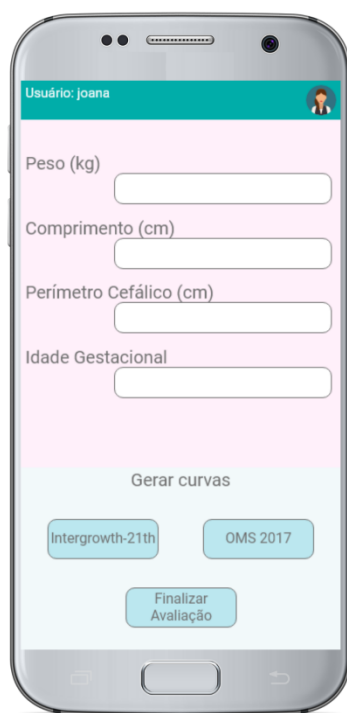 Usuário: joana
Peso (kg)
Comprimento (cm)
Perímetro Cefálico (cm)
Idade Gestacional
Gerar curvas
Intergrowth-21th
OMS 2017
Finalizar
Avaliação